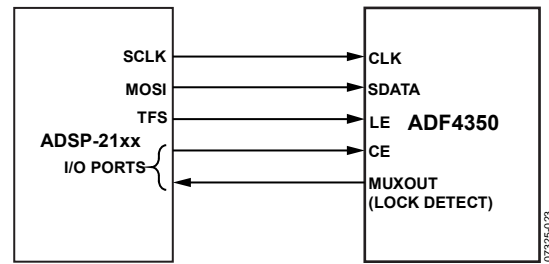 SCLK
MOSI
TFS
ADSP-21xx
I/O PORTS
CLK
SDATA
LE
ADF4350
CE
MUXOUT
(LOCK DETECT)
07325-023